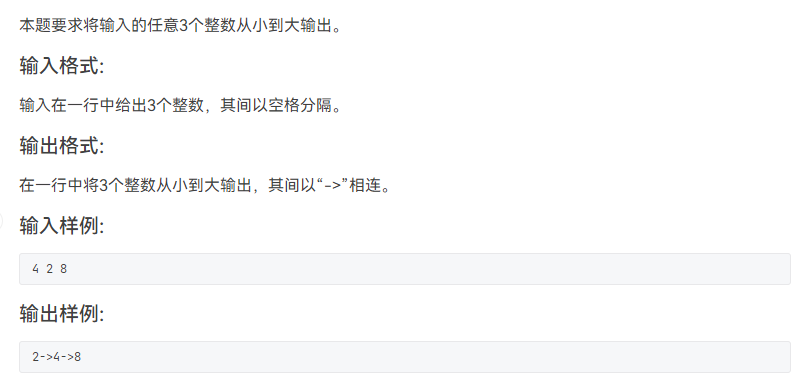 本题要求将输入的任意3个整数从小到大输出。
输入格式:
输入在一行中给出3个整数，其间以空格分隔。
输出格式:
在一行中将3个整数从小到大输出，其间以“->”相连。
输入样例:
4 2 8
输出样例:
2->4->8